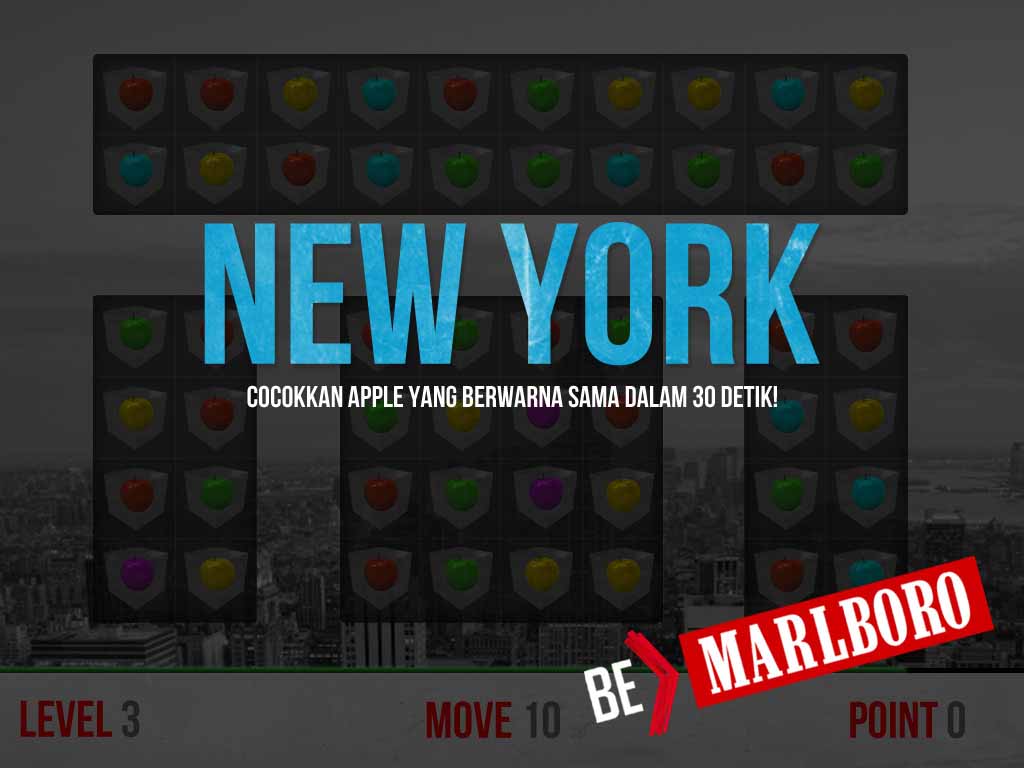 NEW YORK
COCOKKAN APPLE YANG BERWARNA SAMA DALAM 30 DETIK!
BE MARLBORO
LEVEL 3
MOVE 10
POINT 0